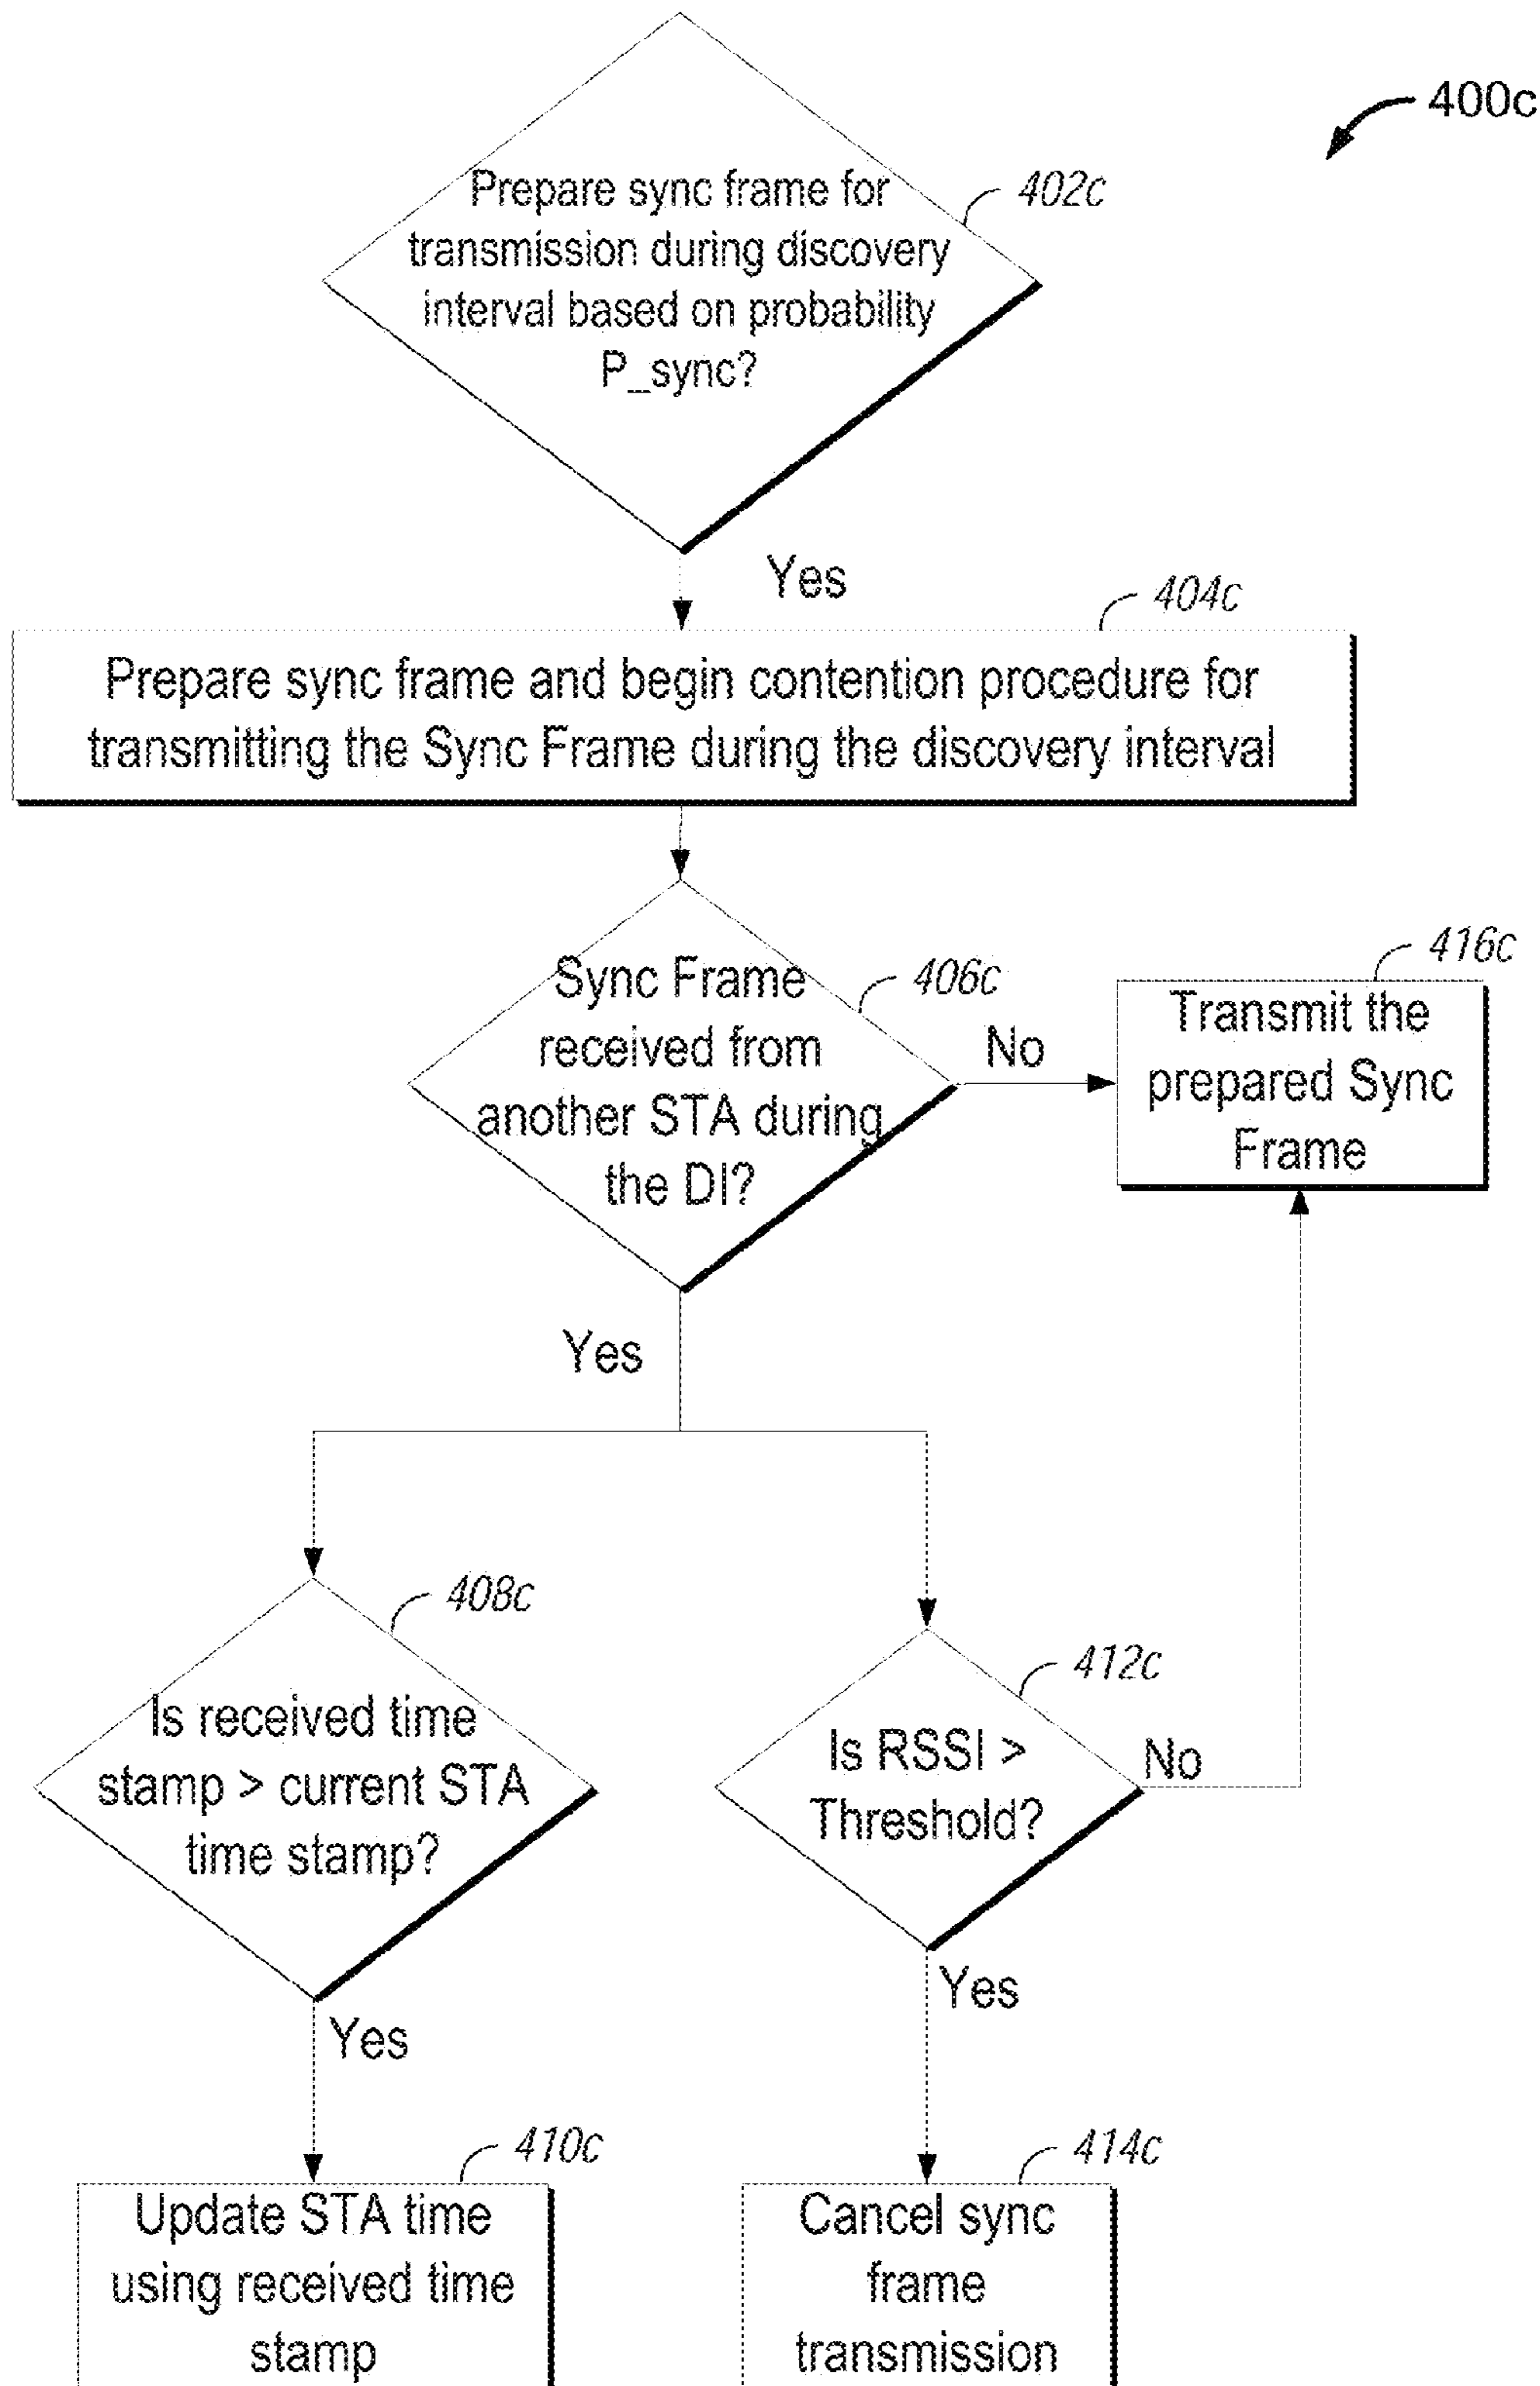 400c
402c
Prepare sync frame for
transmission during discovery
interval based on probability
P_sync?
Yes
404c
Prepare sync frame and begin contention procedure for
transmitting the Sync Frame during the discovery interval
406c
Sync Frame
received from
another STA during
the DI?
No
416c
Transmit the
prepared Sync
Frame
Yes
408c
Is received time
stamp > current STA
time stamp?
412c
Is RSSI >
Threshold?
No
Yes
Yes
410c
Update STA time
using received time
stamp
414c
Cancel sync
frame
transmission